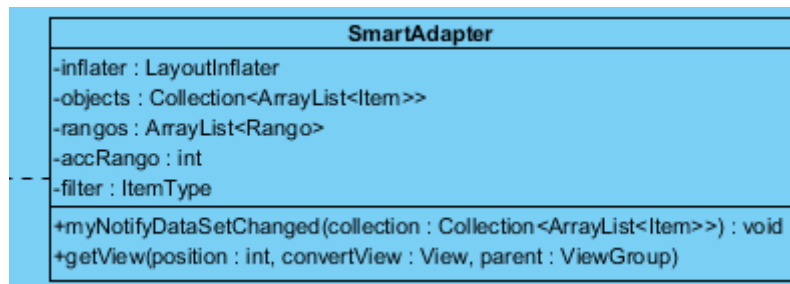 SmartAdapter
-inflater : LayoutInflater
-objects : Collection<ArrayList<Item>>
-rangos : ArrayList<Rango>
-accRango : int
-filter : ItemType
+myNotifyDataSetChanged(collection : Collection<ArrayList<Item>>) : void
+getView(position : int, convertView : View, parent : ViewGroup)